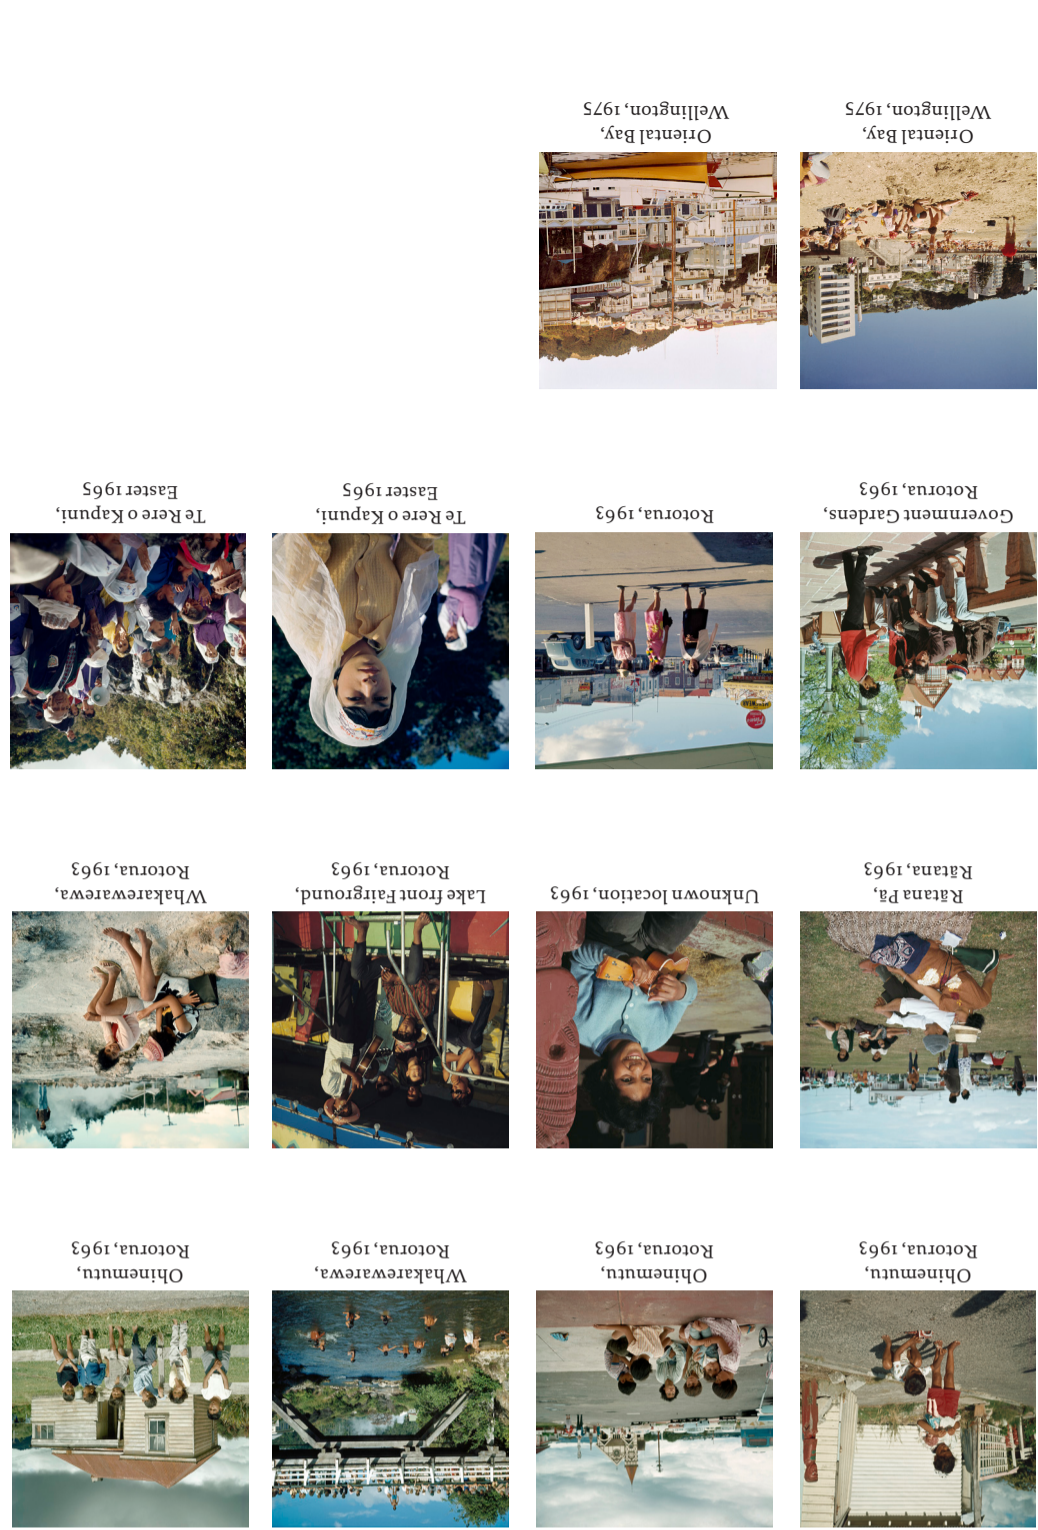 Ohinemutu,
Rotorua, 1963
Ohinemutu,
Rotorua, 1963
Whakarewarewa,
Rotorua, 1963
Ohinemutu,
Rotorua, 1963
Rātana Pā,
Rātana, 1963
Unknown location, 1963
Lake front Fairground,
Rotorua, 1963
Whakarewarewa,
Rotorua, 1963
Government Gardens,
Rotorua, 1963
Rotorua, 1963
Te Rere o Kapuni,
Easter 1965
Te Rere o Kapuni,
Easter 1965
Oriental Bay,
Wellington, 1975
Oriental Bay,
Wellington, 1975